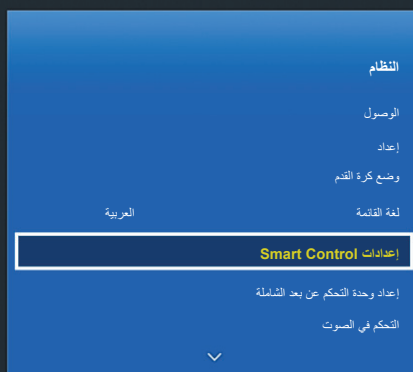 النظام
الوصول
إعداد
وضع كرة القدم
لغة القائمة العربية
إعدادات Smart Control
إعداد وحدة التحكم عن بعد الشاملة
التحكم في الصوت